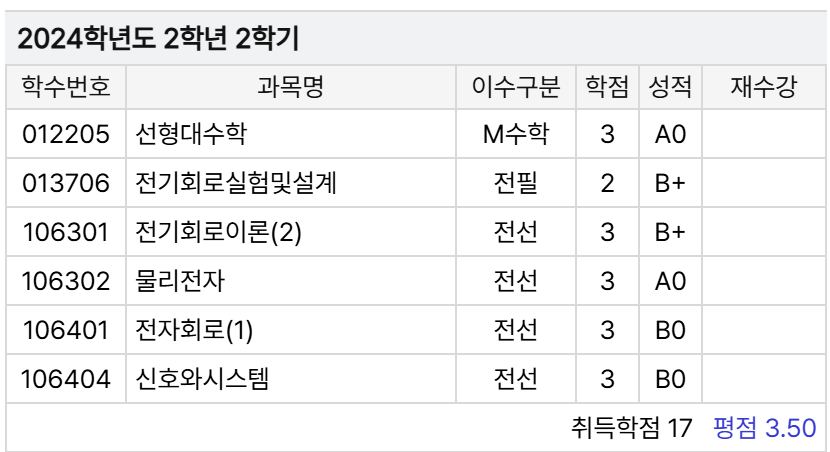 2024학년도 2학년 2학기
학수번호 과목명 이수구분 학점 성적 재수강
012205 선형대수학 M수학 3 A0
013706 전기회로실험및설계 전필 2 B+
106301 전기회로이론(2) 전선 3 B+
106302 물리전자 전선 3 A0
106401 전자회로(1) 전선 3 B0
106404 신호와시스템 전선 3 B0
취득학점 17 평점 3.50